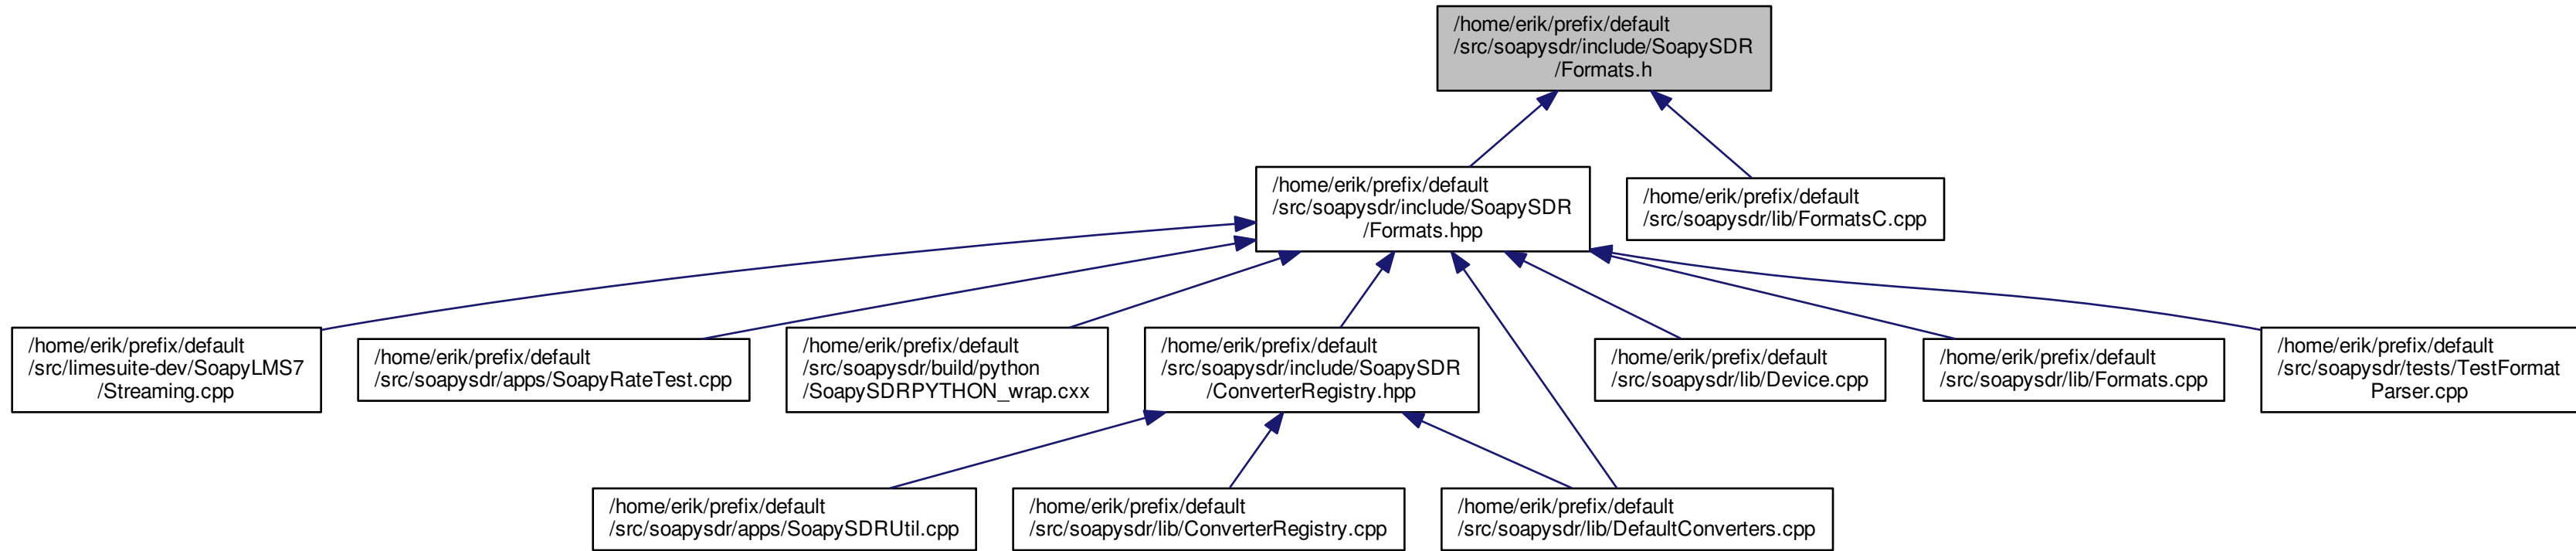 /home/erik/prefix/default
/src/soapysdr/include/SoapySDR
/Formats.h
/home/erik/prefix/default
/src/soapysdr/include/SoapySDR
/Formats.hpp
/home/erik/prefix/default
/src/soapysdr/lib/FormatsC.cpp
/home/erik/prefix/default
/src/limesuite-dev/SoapyLMS7
/Streaming.cpp
/home/erik/prefix/default
/src/soapysdr/apps/SoapyRateTest.cpp
/home/erik/prefix/default
/src/soapysdr/build/python
/SoapySDRPYTHON_wrap.cxx
/home/erik/prefix/default
/src/soapysdr/include/SoapySDR
/ConverterRegistry.hpp
/home/erik/prefix/default
/src/soapysdr/lib/Device.cpp
/home/erik/prefix/default
/src/soapysdr/lib/Formats.cpp
/home/erik/prefix/default
/src/soapysdr/tests/TestFormat
Parser.cpp
/home/erik/prefix/default
/src/soapysdr/apps/SoapySDRUtil.cpp
/home/erik/prefix/default
/src/soapysdr/lib/ConverterRegistry.cpp
/home/erik/prefix/default
/src/soapysdr/lib/DefaultConverters.cpp